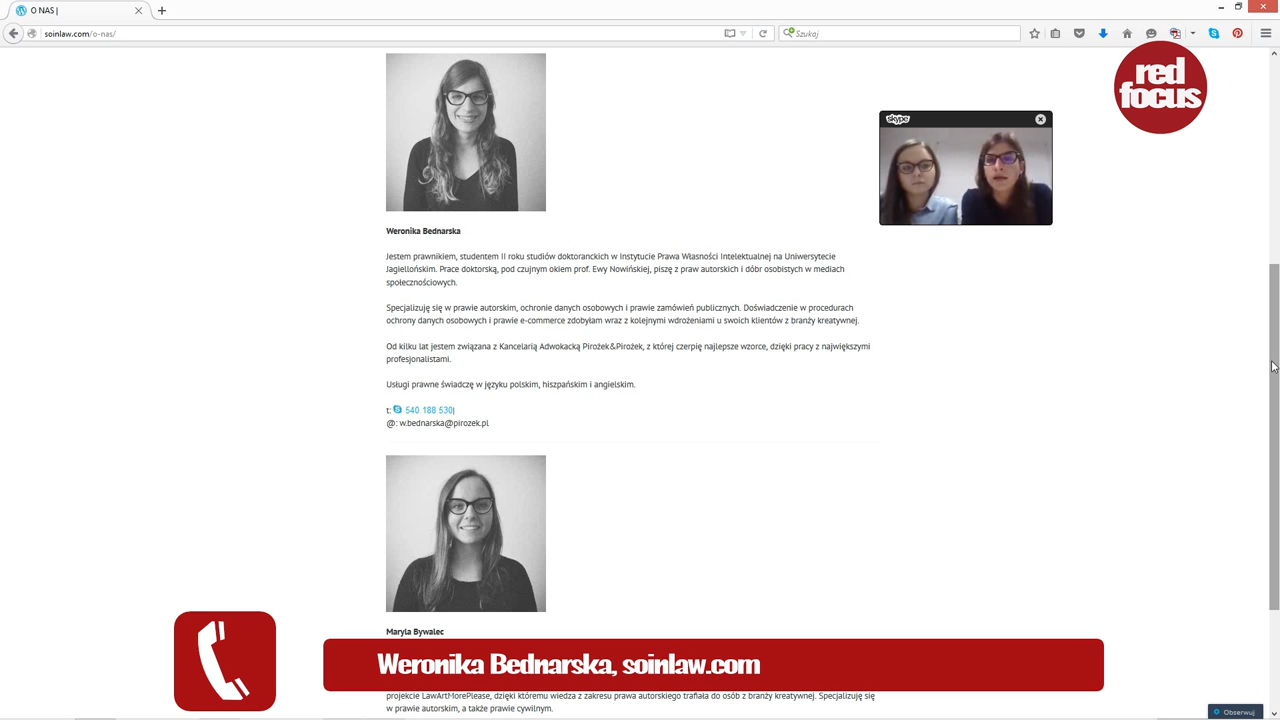 O NAS |
soinlaw.com/o-nas/
Szukaj
red
focus
skype
Weronika Bednarska
Jestem prawnikiem, studentem II roku studiów doktoranckich w Instytucie Prawa Własności Intelektualnej na Uniwersytecie
Jagiellońskim. Prace doktorską, pod czujnym okiem prof. Ewy Nowińskiej, piszę z praw autorskich i dóbr osobistych w mediach
społecznościowych.
Specjalizuję się w prawie autorskim, ochronie danych osobowych i prawie zamówień publicznych. Doświadczenie w procedurach
ochrony danych osobowych i prawie e-commerce zdobyłam wraz z kolejnymi wdrożeniami u swoich klientów z branży kreatywnej.
Od kilku lat jestem związana z Kancelarią Adwokacką Pirożek&Pirożek, z której czerpię najlepsze wzorce, dzięki pracy z największymi
profesjonalistami.
Usługi prawne świadczę w języku polskim, hiszpańskim i angielskim.
t: 540 188 530|
@: w.bednarska@pirozek.pl
Maryla Bywalec
Weronika Bednarska, soinlaw.com
projekcie LawArtMorePlease, dzięki któremu wiedza z zakresu prawa autorskiego trafiała do osób z branży kreatywnej. Specjalizuję się
w prawie autorskim, a także prawie cywilnym.
Obserwuj